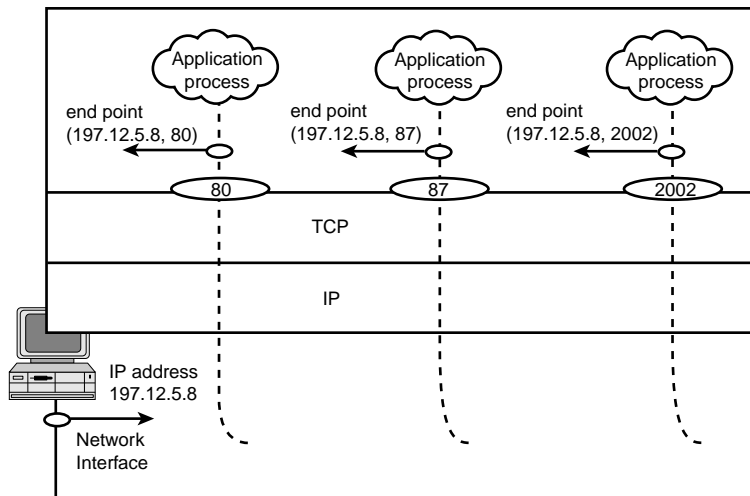 Application
process
Application
process
Application
process
end point
(197.12.5.8, 80)
end point
(197.12.5.8, 87)
end point
(197.12.5.8, 2002)
80
87
2002
TCP
IP
IP address
197.12.5.8
Network
Interface